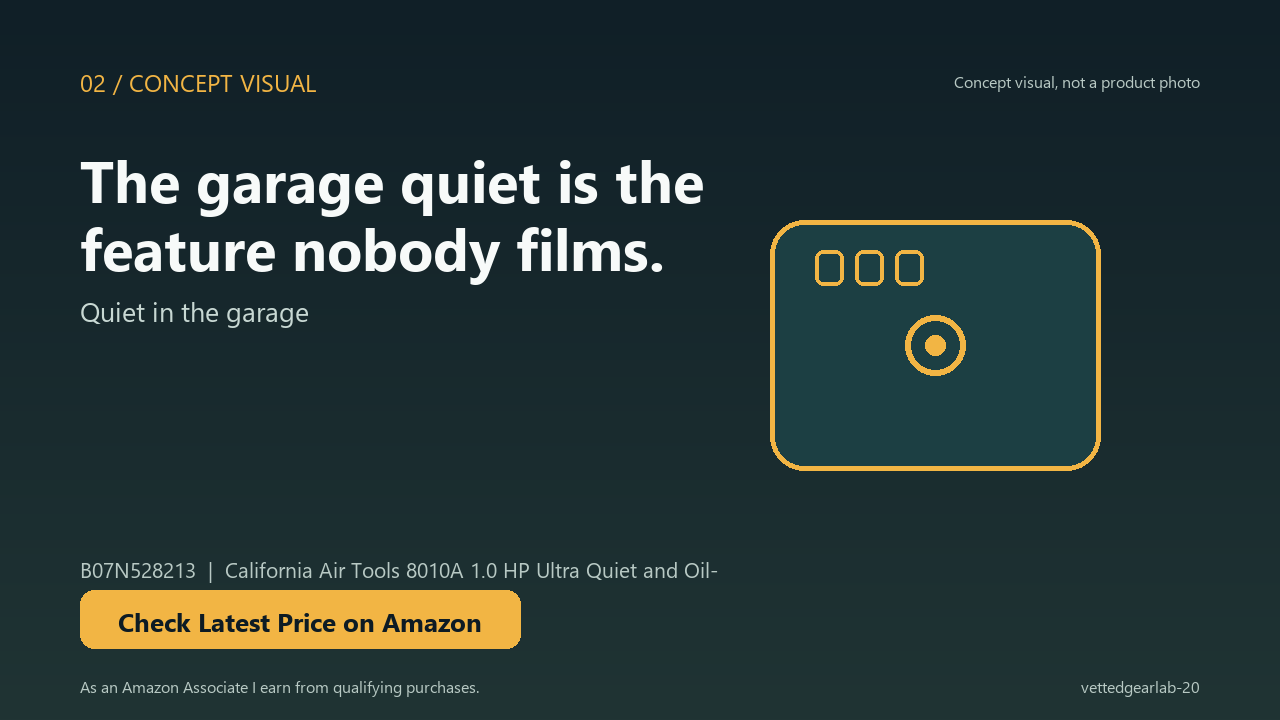 02 / CONCEPT VISUAL
Concept visual, not a product photo
The garage quiet is the
feature nobody films.
Quiet in the garage
B07N528213 | California Air Tools 8010A 1.0 HP Ultra Quiet and Oil-
Check Latest Price on Amazon
As an Amazon Associate I earn from qualifying purchases.
vettedgearlab-20